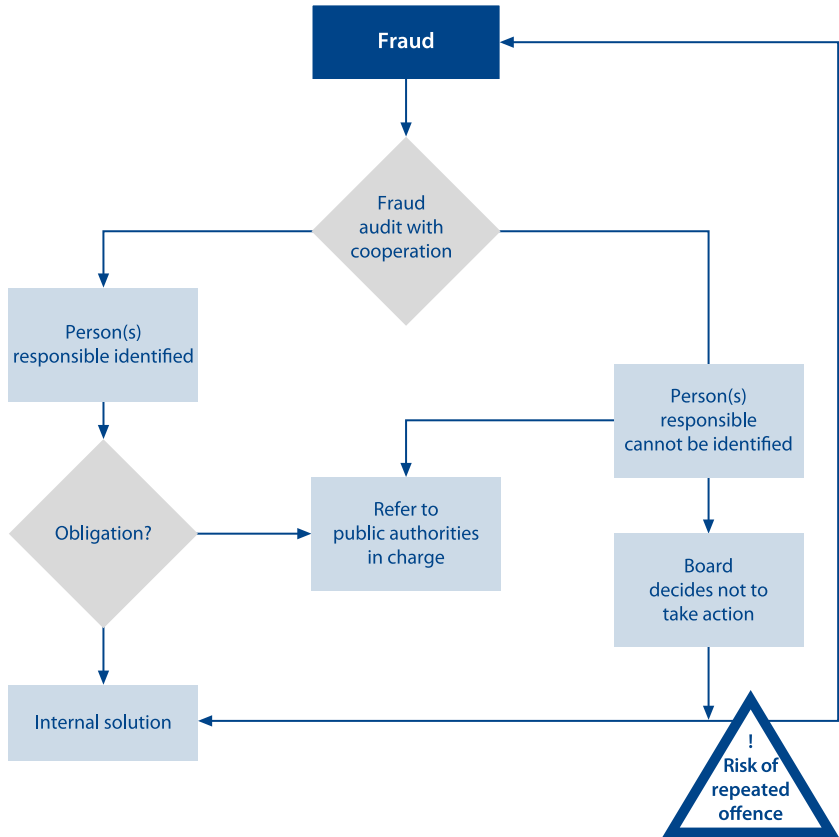 Fraud
Fraud
audit with
cooperation
Person(s)
responsible identified
Person(s)
responsible
cannot be identified
Obligation?
Refer to
public authorities
in charge
Board
decides not to
take action
Internal solution
!
Risk of
repeated
offence